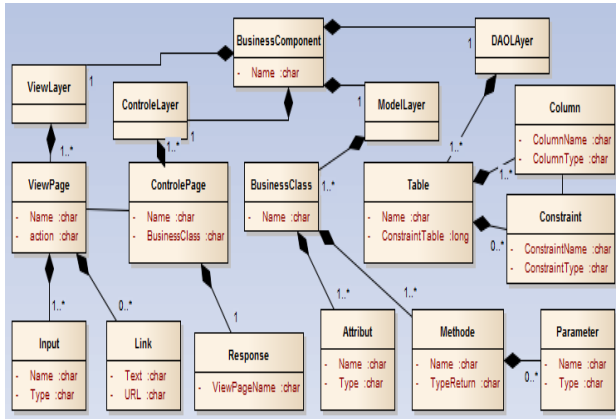 BusinessComponent
- Name :char
DAOLAyer
ViewLayer
ControleLayer
ModelLayer
Column
- ColumnName :char
- ColumnType :char
ViewPage
- Name :char
- action :char
ControlePage
- Name :char
- BusinessClass :char
BusinessClass
- Name :char
Table
- Name :char
- ConstraintTable :long
Constraint
- ConstraintName :char
- ConstraintType :char
Input
- Name :char
- Type :char
Link
- Text :char
- URL :char
Response
- ViewPageName :char
Attribut
- Name :char
- Type :char
Methode
- Name :char
- TypeReturn :char
Parameter
- Name :char
- Type :char
1
1
1
1
1..*
1..*
1..*
1..*
1..*
0..*
1..*
0..*
1
1..*
1..*
0..*